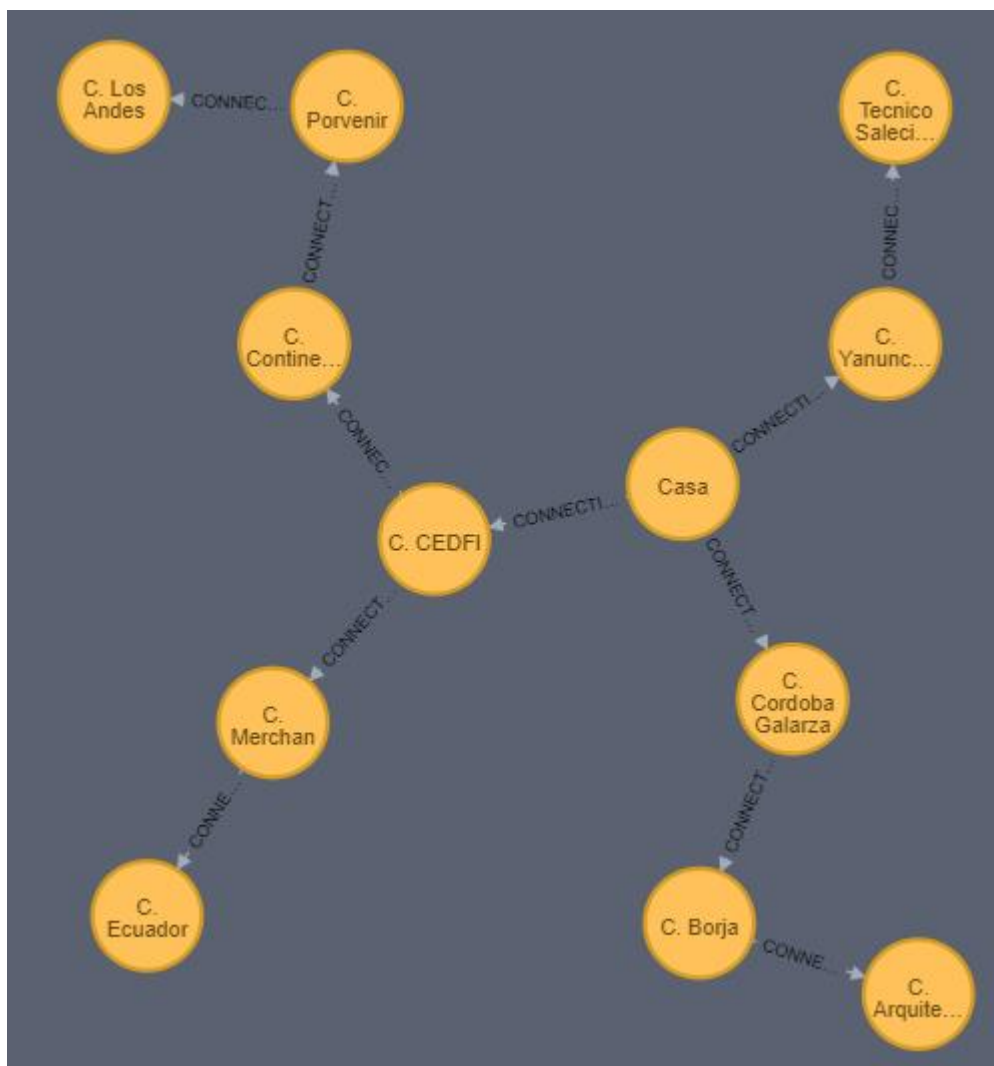 C. Los
Andes
CONNEC...
C.
Porvenir
C.
Tecnico
Saleci...
CONNECT...
CONNEC...
C.
Contine...
C.
Yanunc...
CONNEC...
CONNECTI...
Casa
CONNECTI...
C. CEDFI
CONNECT...
CONNECT...
C.
Cordoba
Galarza
C.
Merchan
CONNE...
CONNECT...
C.
Ecuador
C. Borja
CONNE...
C.
Arquite...